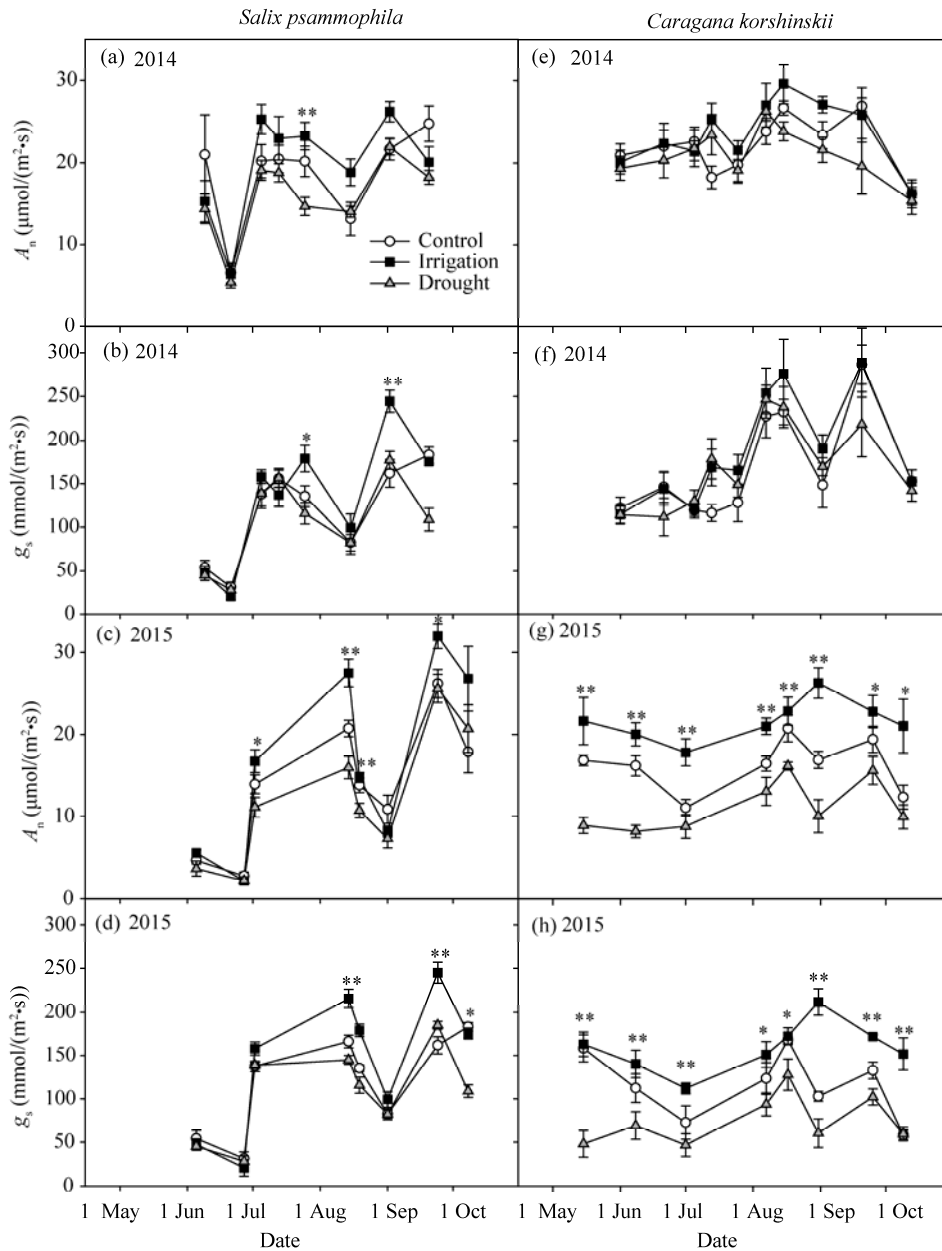 Salix psammophila
Caragana korshinskii
(a) 2014
(e) 2014
30
20
10
0
Aₙ (μmol/(m²•s))
**
Control
Irrigation
Drought
(b) 2014
(f) 2014
300
250
200
150
100
50
0
gₛ (mmol/(m²•s))
*
**
(c) 2015
(g) 2015
30
20
10
0
Aₙ (μmol/(m²•s))
*
**
**
*
**
**
**
**
**
**
*
*
(d) 2015
(h) 2015
300
250
200
150
100
50
0
gₛ (mmol/(m²•s))
**
**
*
**
**
**
*
*
**
**
**
1 May 1 Jun 1 Jul 1 Aug 1 Sep 1 Oct
1 May 1 Jun 1 Jul 1 Aug 1 Sep 1 Oct
Date
Date